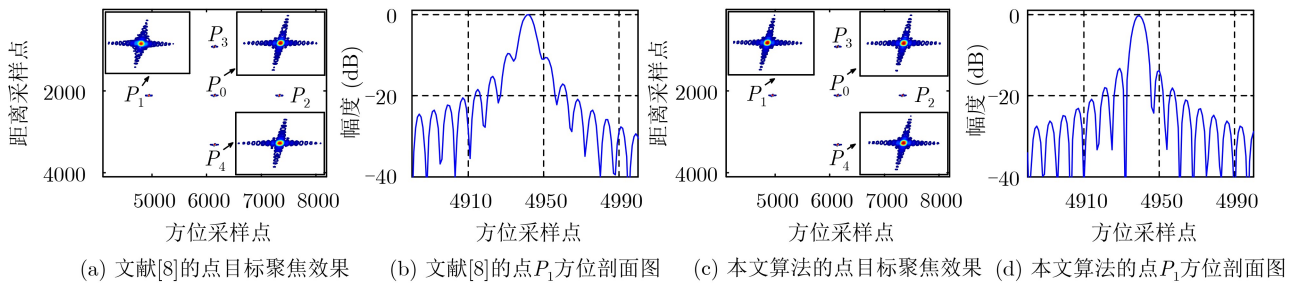 距离采样点
2000
4000
5000 6000 7000 8000
方位采样点
P1
P3
P0
P2
P4
(a) 文献[8]的点目标聚焦效果
幅度 (dB)
0
−20
−40
4910 4950 4990
方位采样点
(b) 文献[8]的点P1方位剖面图
距离采样点
2000
4000
5000 6000 7000 8000
方位采样点
P1
P3
P0
P2
P4
(c) 本文算法的点目标聚焦效果
幅度 (dB)
0
−20
−40
4910 4950 4990
方位采样点
(d) 本文算法的点P1方位剖面图